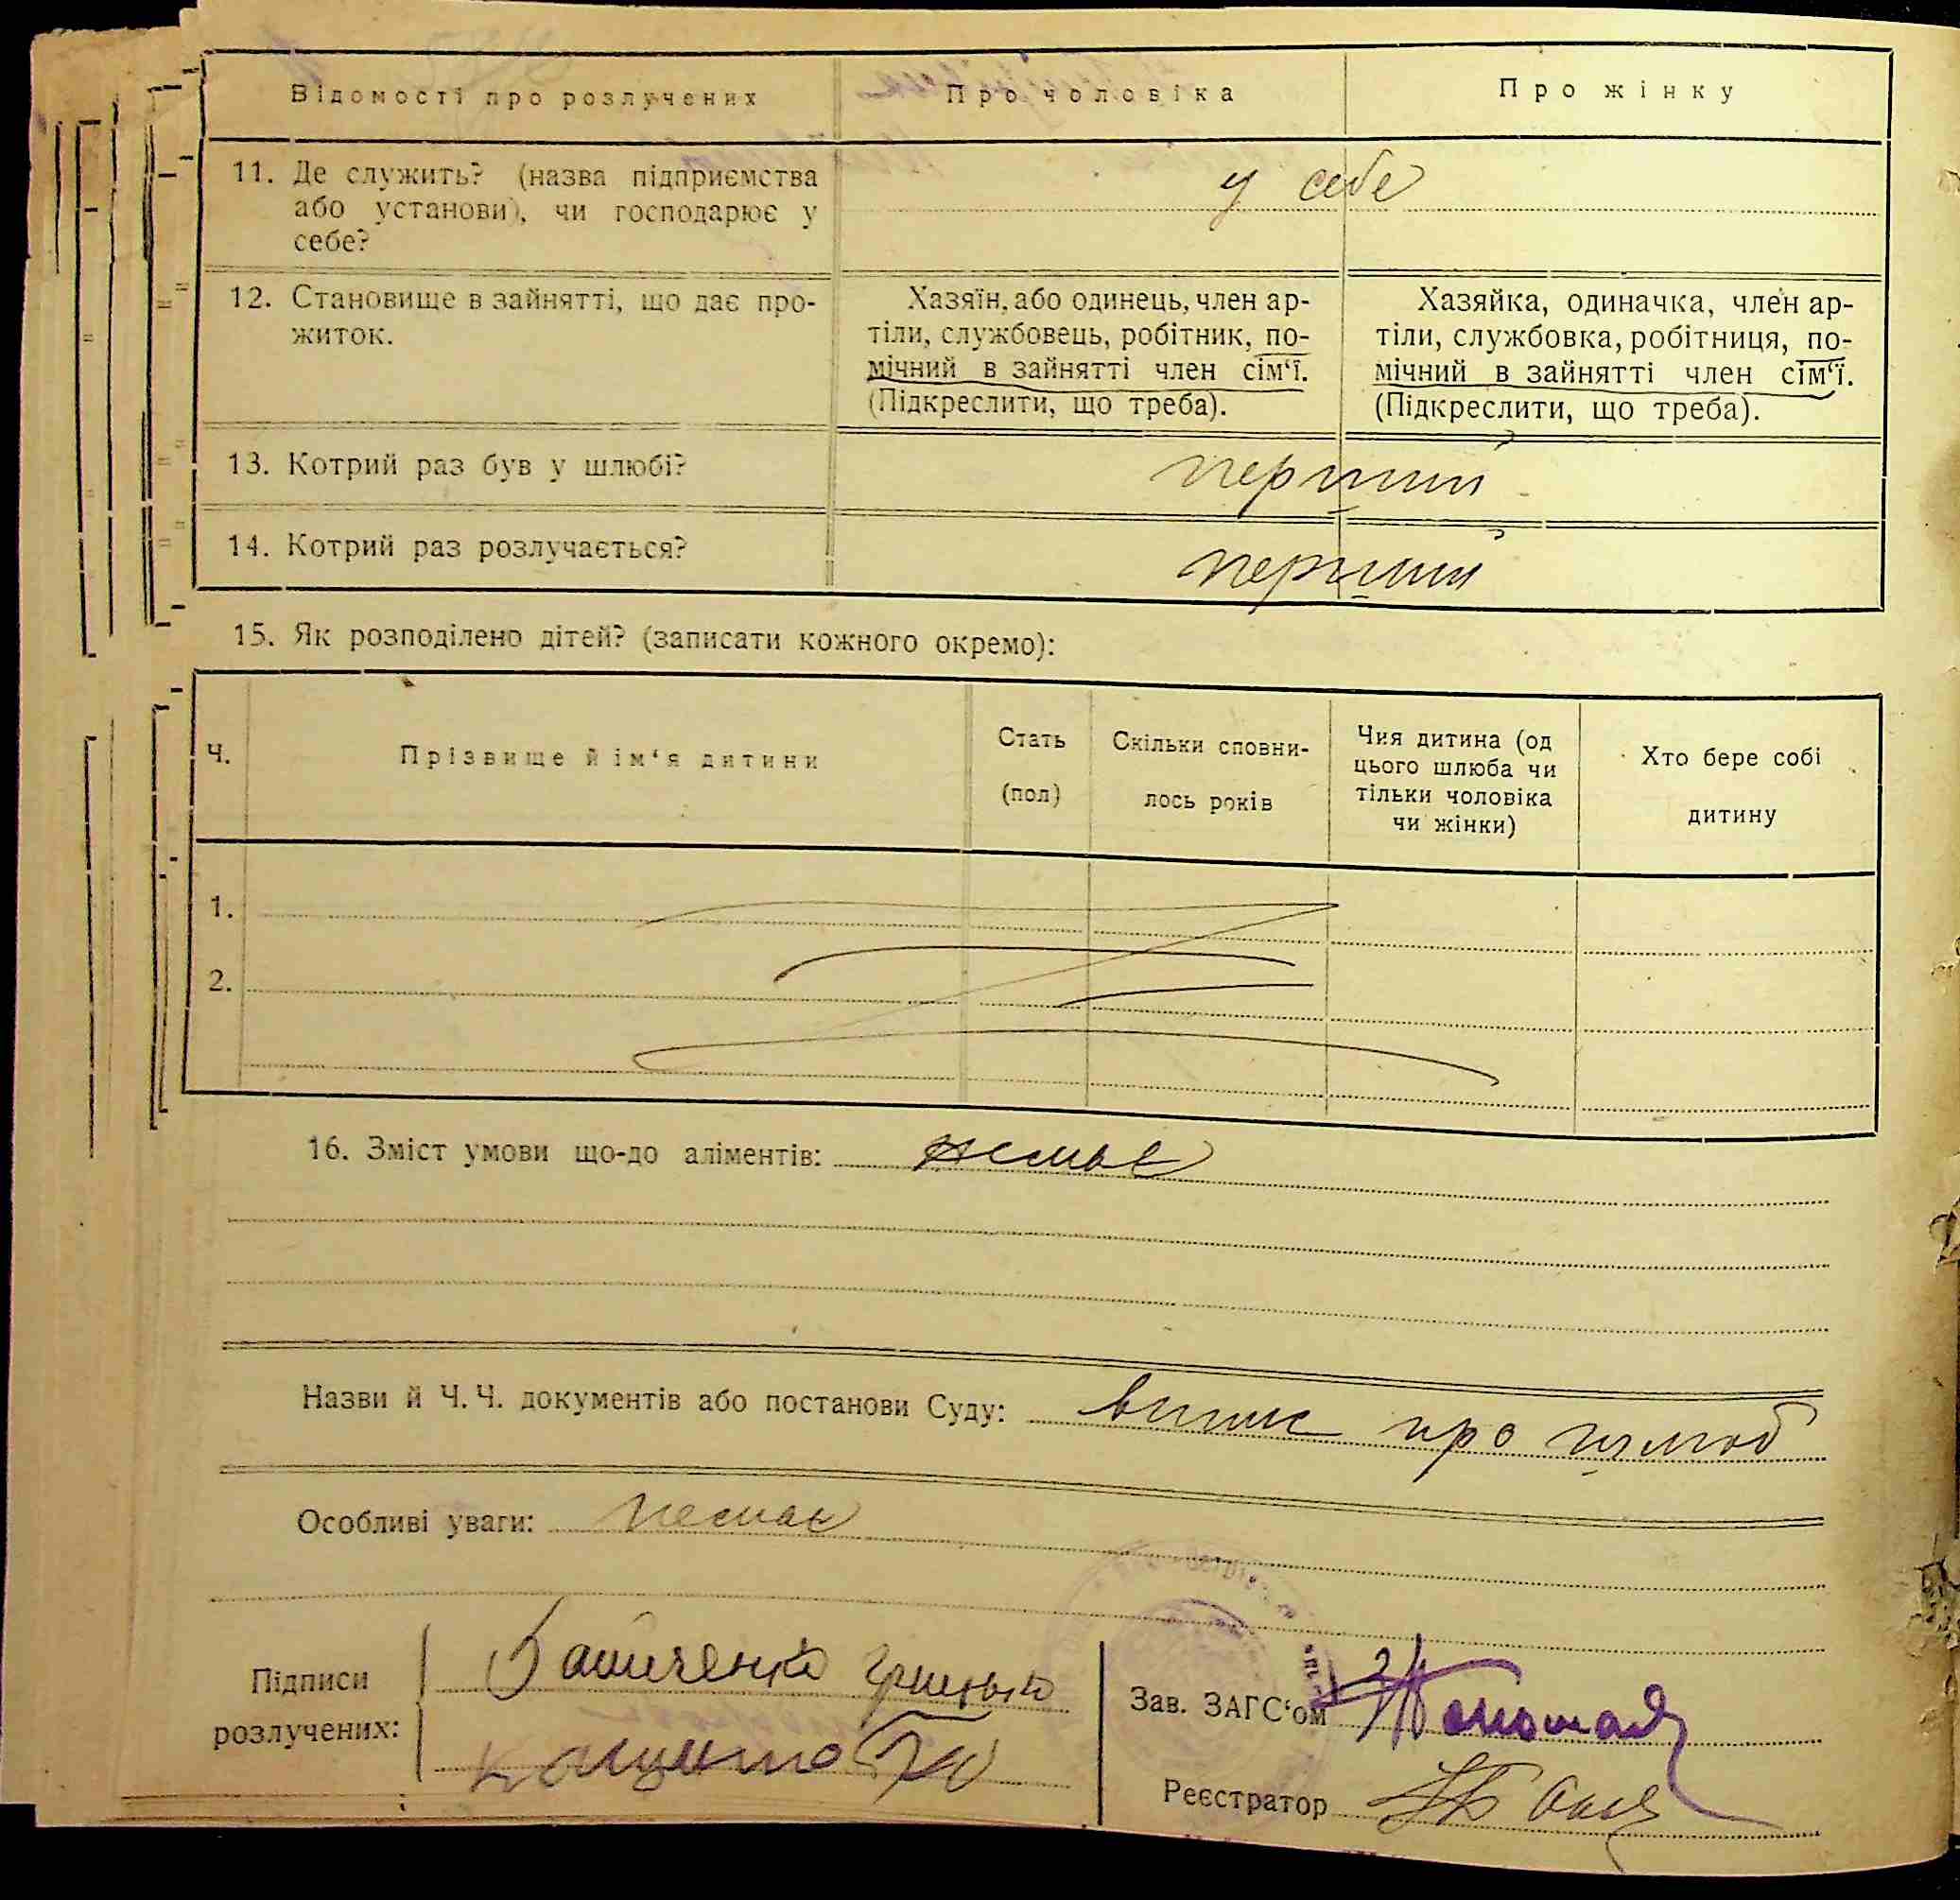 Відомості про розлучених
Про чоловіка
Про жінку
11. Де служить? (назва підприємства
або установи), чи господарює у
себе?
у себе
12. Становище в зайнятті, що дає про-
житок.
Хазяїн, або одинець, член ар-
тіли, службовець, робітник, по-
мічний в зайнятті член сім‘ї.
(Підкреслити, що треба).
Хазяйка, одиначка, член ар-
тіли, службовка, робітниця, по-
мічний в зайнятті член сім‘ї.
(Підкреслити, що треба).
13. Котрий раз був у шлюбі?
перший
14. Котрий раз розлучається?
перший
15. Як розподілено дітей? (записати кожного окремо):
Ч.
Прізвище й ім‘я дитини
Стать
(пол)
Скільки сповни-
лось років
Чия дитина (од
цього шлюба чи
тільки чоловіка
чи жінки)
Хто бере собі
дитину
1.
2.
16. Зміст умови що-до аліментів: немає
Назви й Ч. Ч. документів або постанови Суду: випис про шлюб
Особливі уваги: немає
Підписи
розлучених:
Зав. ЗАГС‘ом
Реєстратор